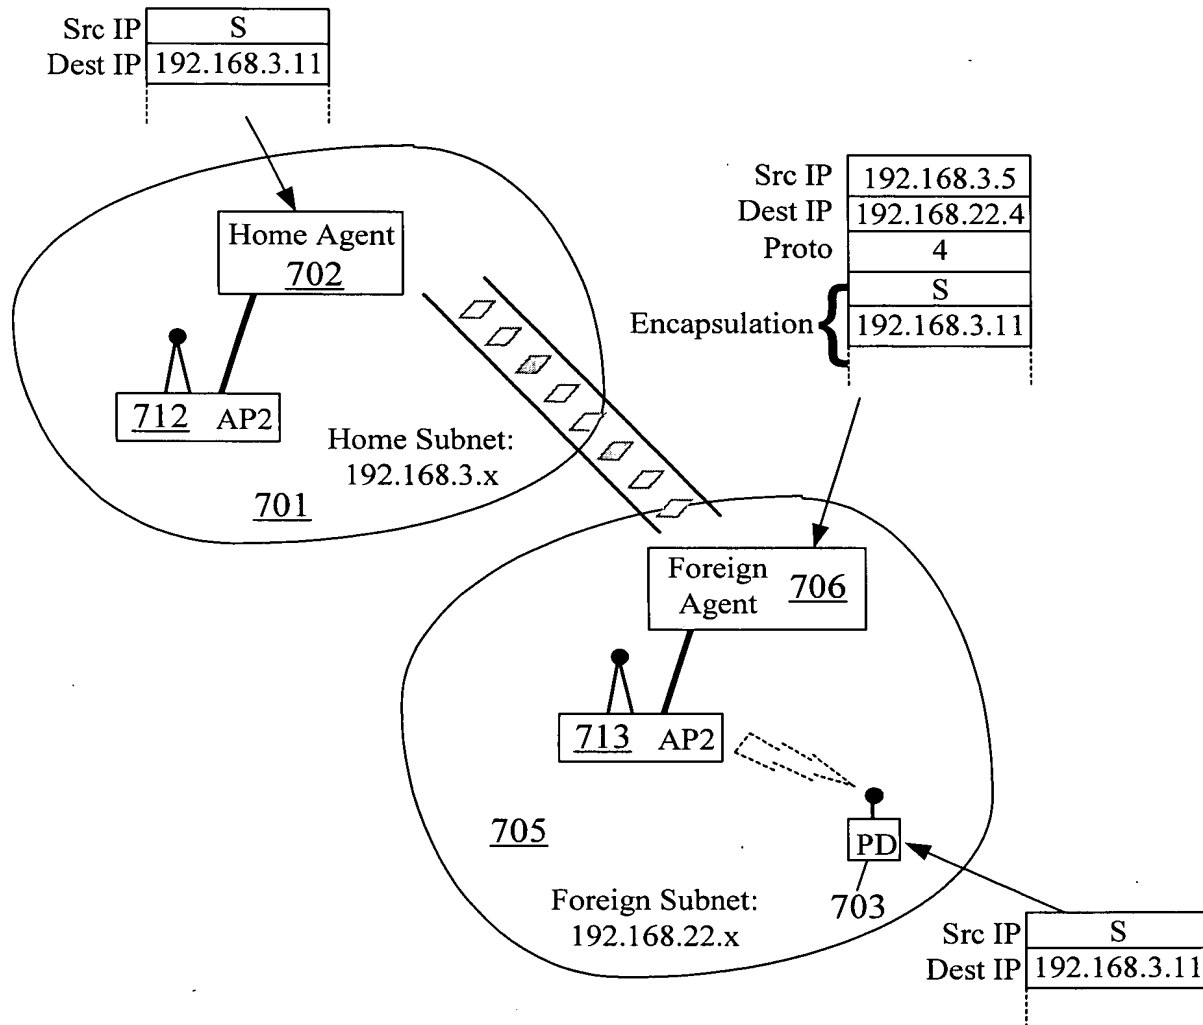 Src IP S
Dest IP 192.168.3.11
Src IP 192.168.3.5
Dest IP 192.168.22.4
Proto 4
Encapsulation S
192.168.3.11
Home Agent
702
712 AP2
Home Subnet:
192.168.3.x
701
Foreign
Agent
706
713 AP2
705
PD
703
Foreign Subnet:
192.168.22.x
Src IP S
Dest IP 192.168.3.11